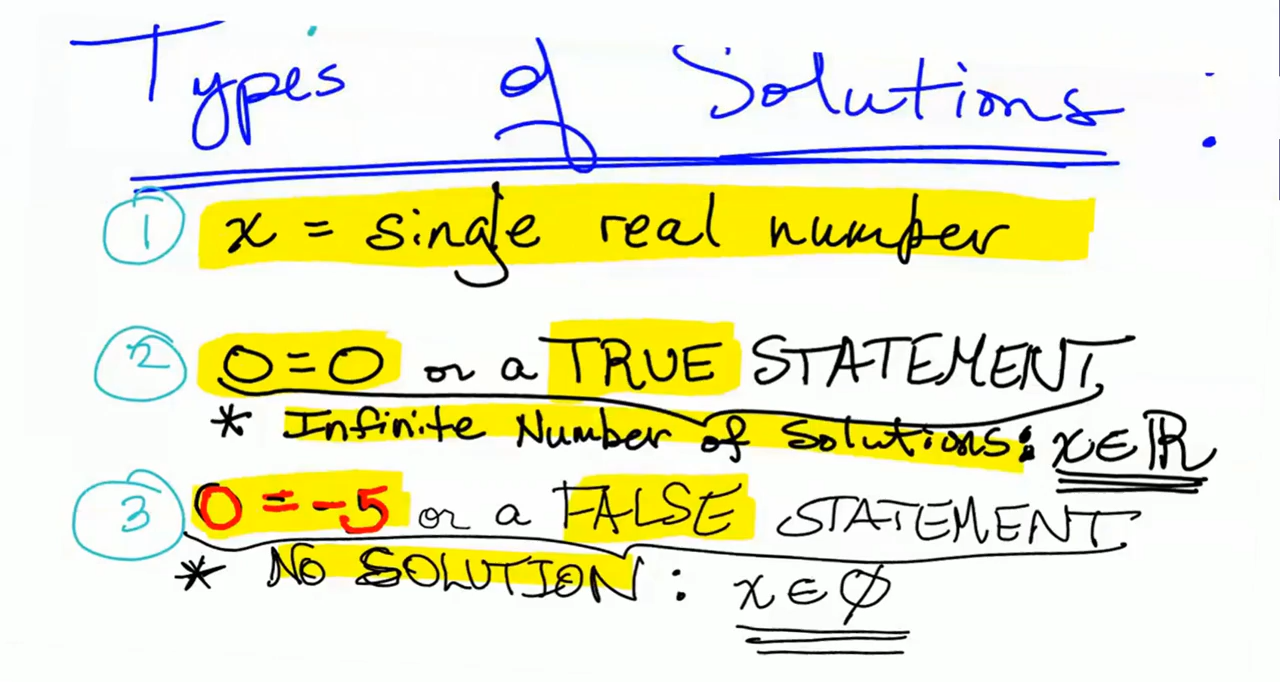 Types of Solutions:
① x = single real number
② 0=0 or a TRUE STATEMENT
* Infinite Number of Solutions: x∈ℝ
③ 0 = -5 or a FALSE STATEMENT
* NO SOLUTION: x∈∅